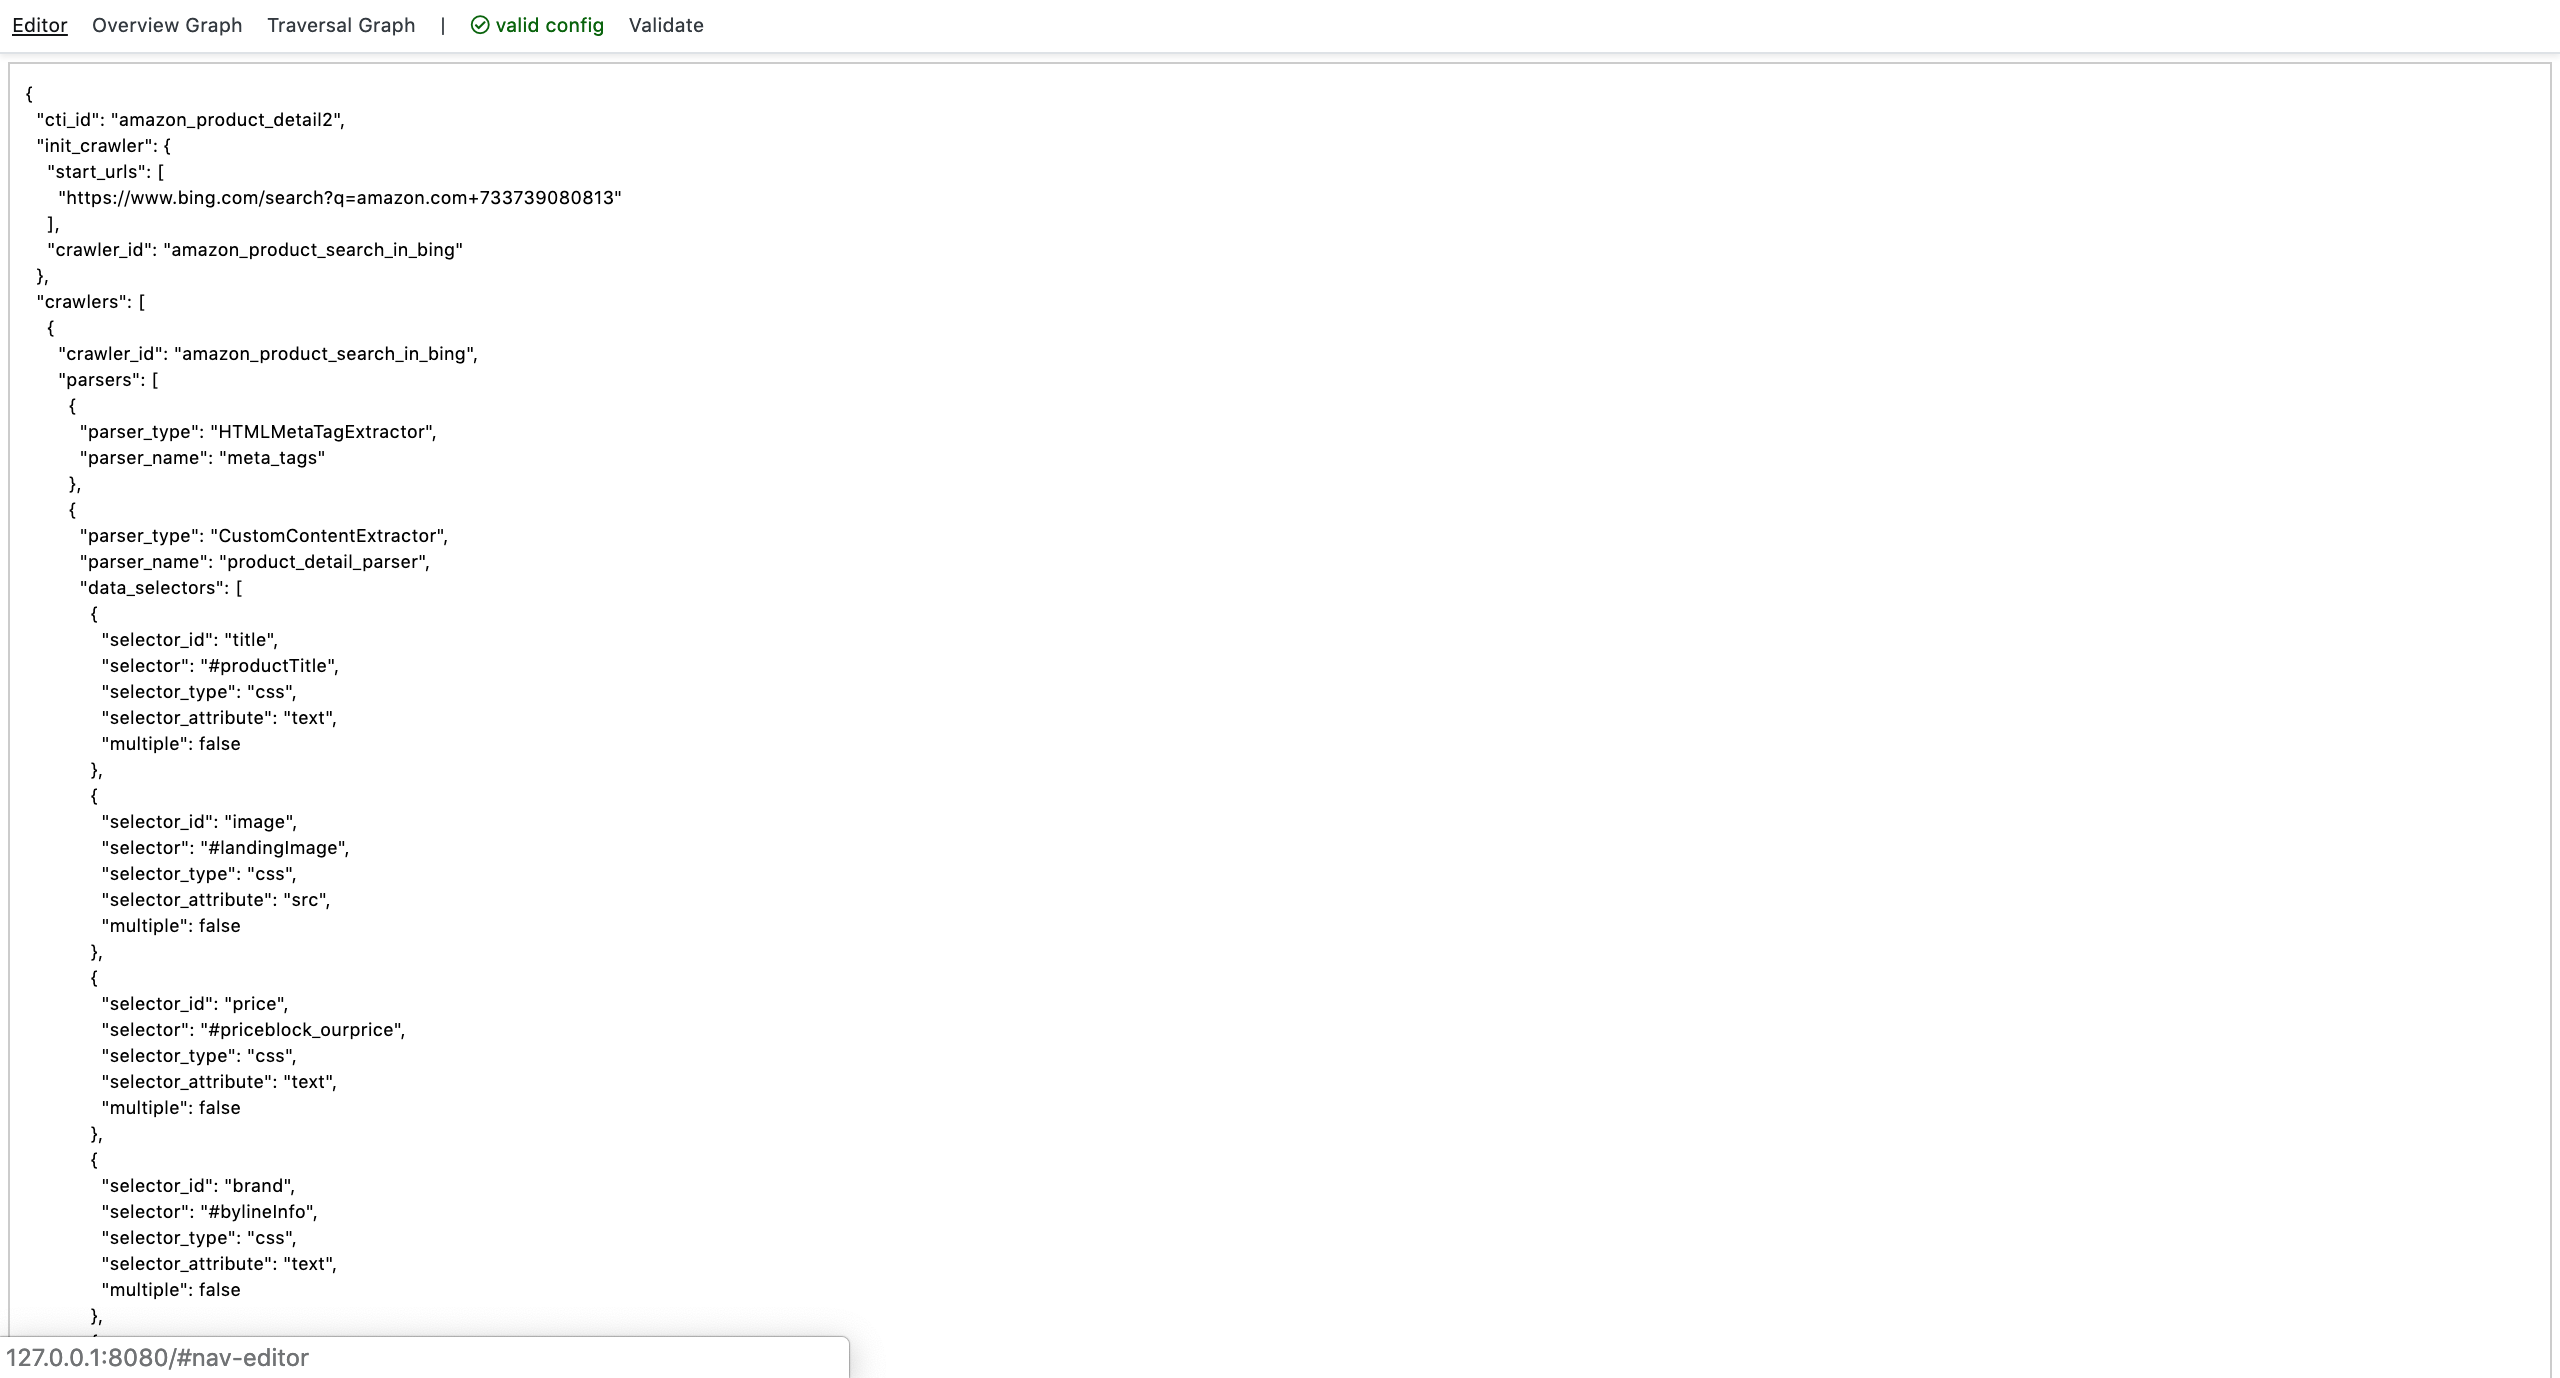 Editor Overview Graph Traversal Graph | valid config Validate
{
"cti_id": "amazon_product_detail2",
"init_crawler": {
"start_urls": [
"https://www.bing.com/search?q=amazon.com+733739080813"
],
"crawler_id": "amazon_product_search_in_bing"
},
"crawlers": [
{
"crawler_id": "amazon_product_search_in_bing",
"parsers": [
{
"parser_type": "HTMLMetaTagExtractor",
"parser_name": "meta_tags"
},
{
"parser_type": "CustomContentExtractor",
"parser_name": "product_detail_parser",
"data_selectors": [
{
"selector_id": "title",
"selector": "#productTitle",
"selector_type": "css",
"selector_attribute": "text",
"multiple": false
},
{
"selector_id": "image",
"selector": "#landingImage",
"selector_type": "css",
"selector_attribute": "src",
"multiple": false
},
{
"selector_id": "price",
"selector": "#priceblock_ourprice",
"selector_type": "css",
"selector_attribute": "text",
"multiple": false
},
{
"selector_id": "brand",
"selector": "#bylineInfo",
"selector_type": "css",
"selector_attribute": "text",
"multiple": false
},
127.0.0.1:8080/#nav-editor